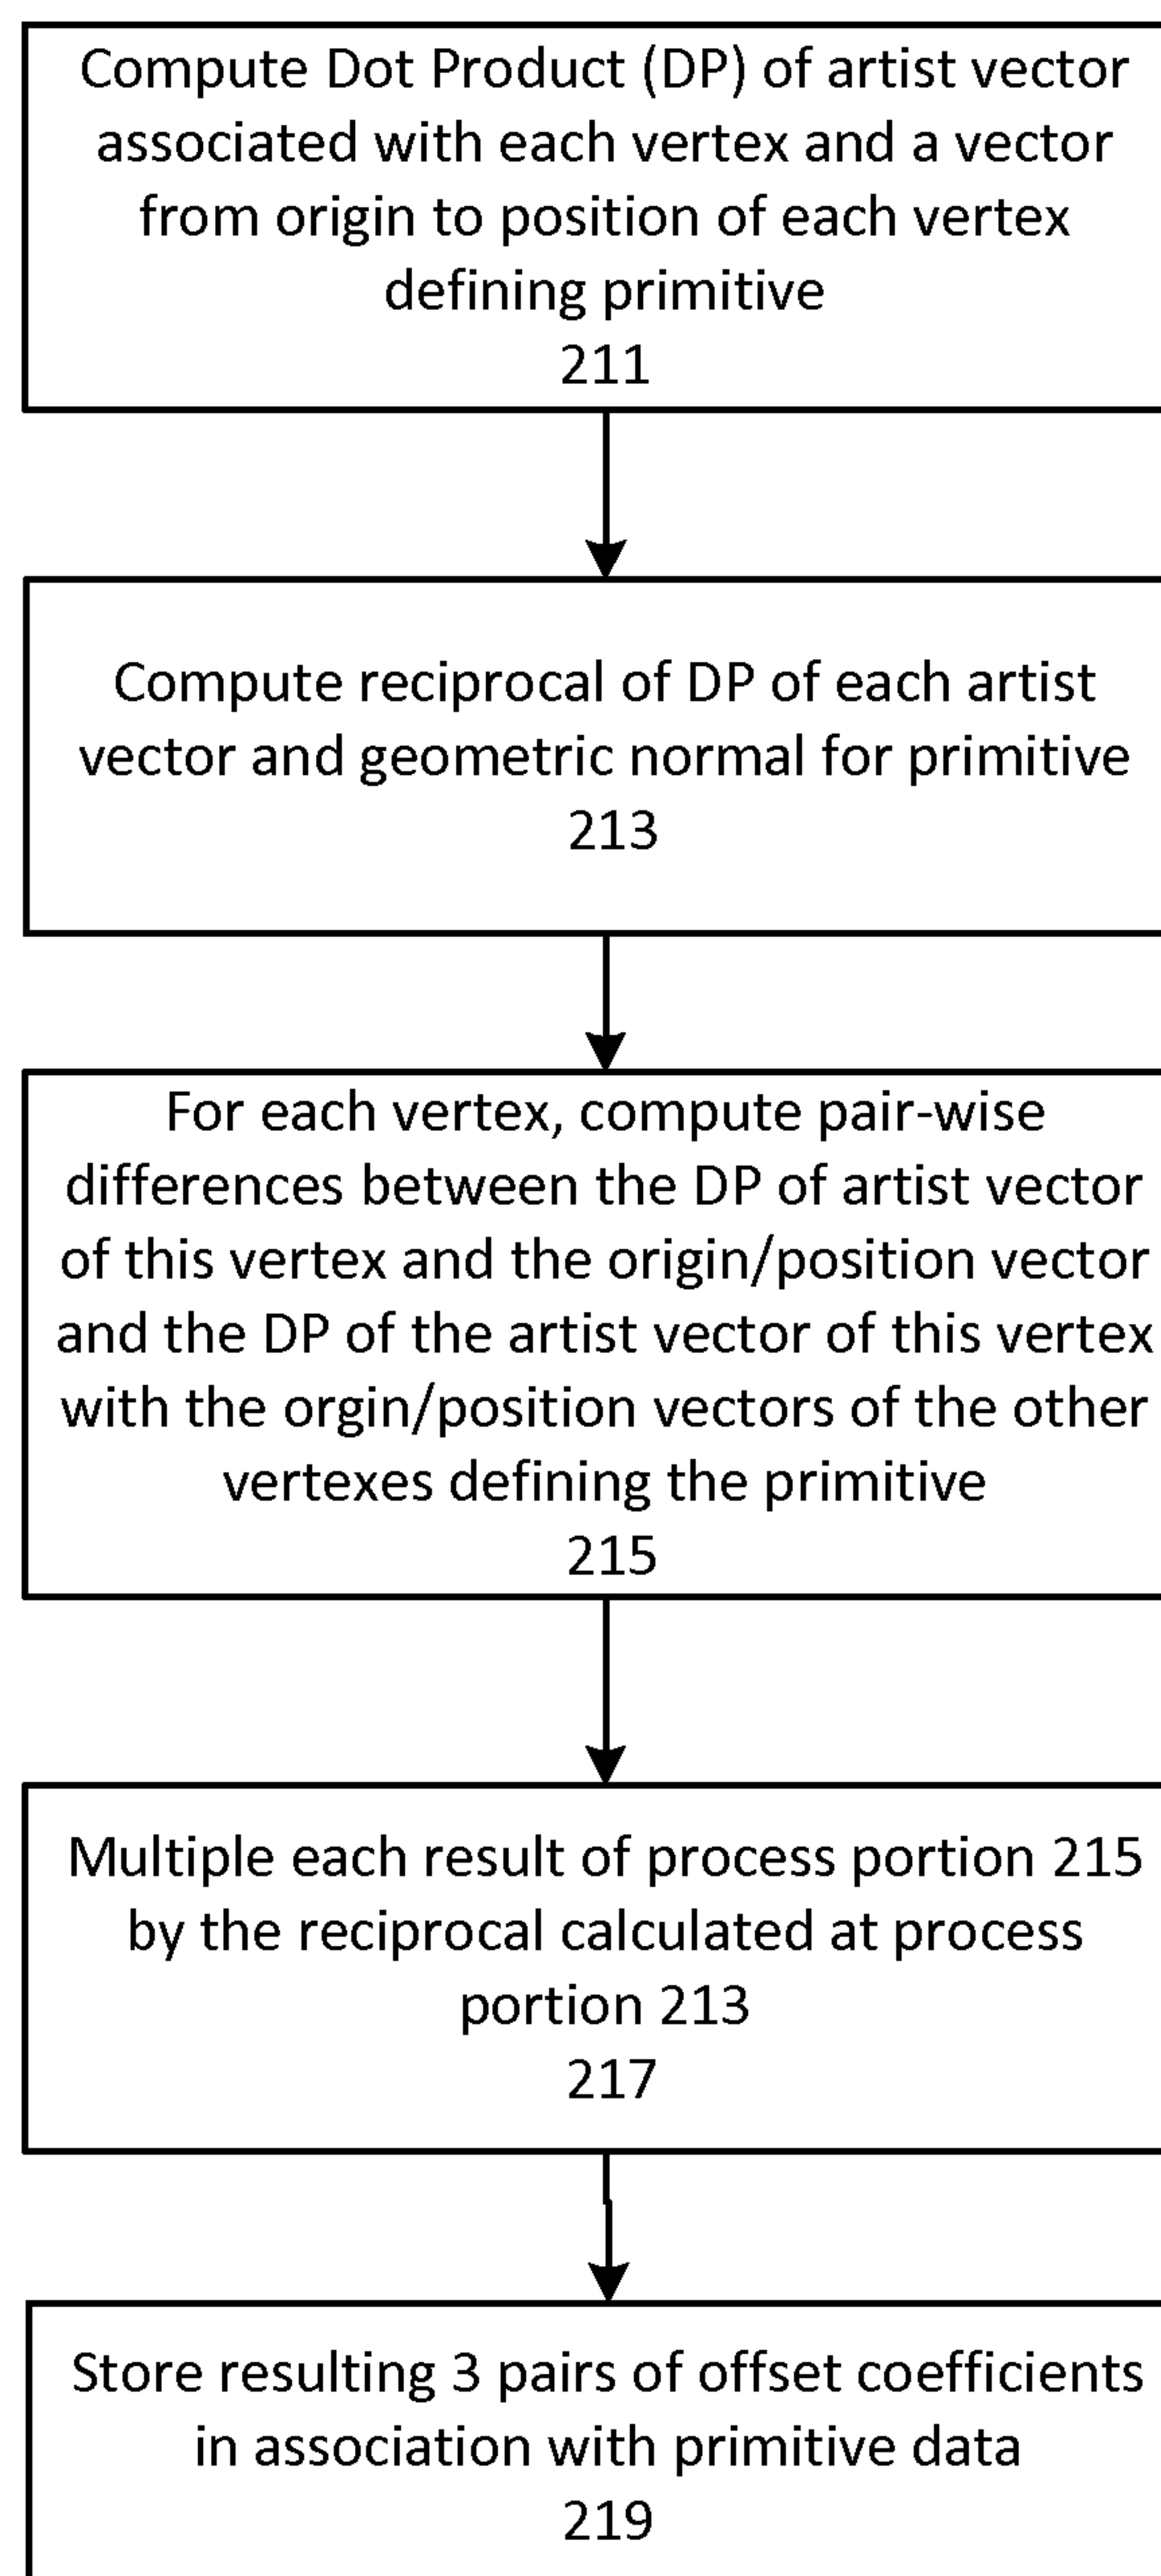 Compute Dot Product (DP) of artist vector
associated with each vertex and a vector
from origin to position of each vertex
defining primitive
211
Compute reciprocal of DP of each artist
vector and geometric normal for primitive
213
For each vertex, compute pair-wise
differences between the DP of artist vector
of this vertex and the origin/position vector
and the DP of the artist vector of this vertex
with the orgin/position vectors of the other
vertexes defining the primitive
215
Multiple each result of process portion 215
by the reciprocal calculated at process
portion 213
217
Store resulting 3 pairs of offset coefficients
in association with primitive data
219